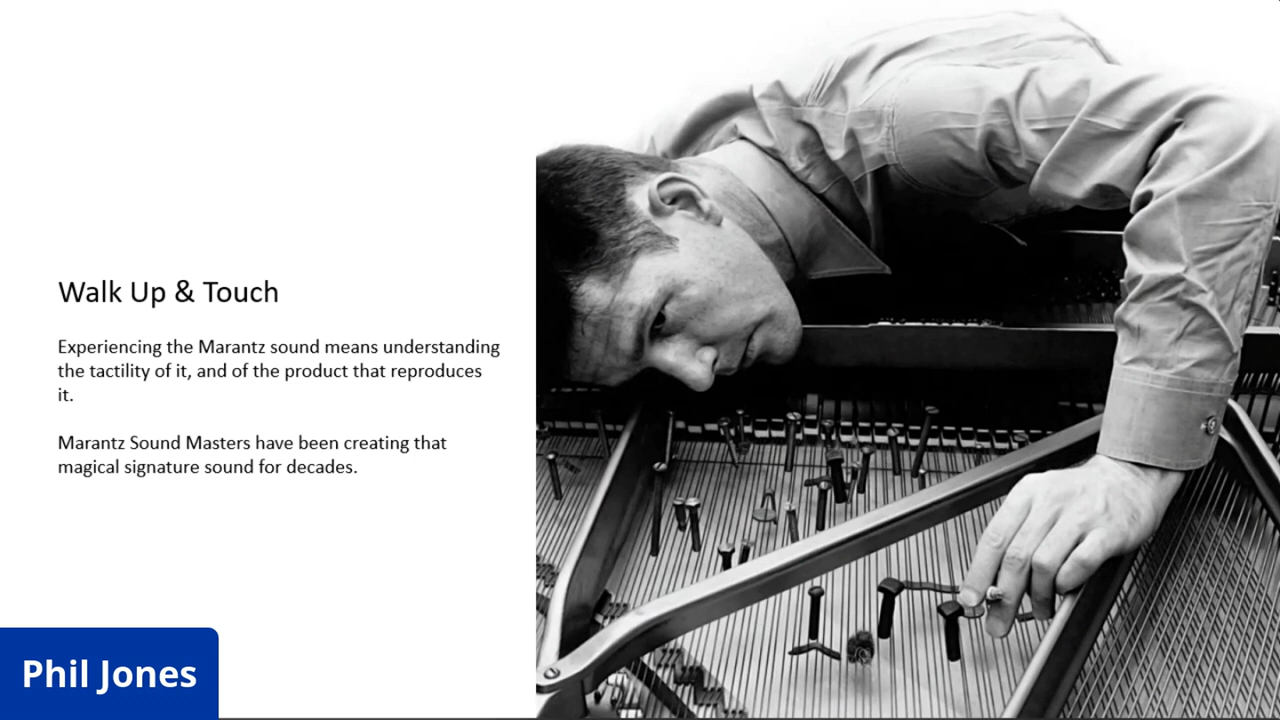 Walk Up & Touch
Experiencing the Marantz sound means understanding
the tactility of it, and of the product that reproduces
it.
Marantz Sound Masters have been creating that
magical signature sound for decades.
Phil Jones